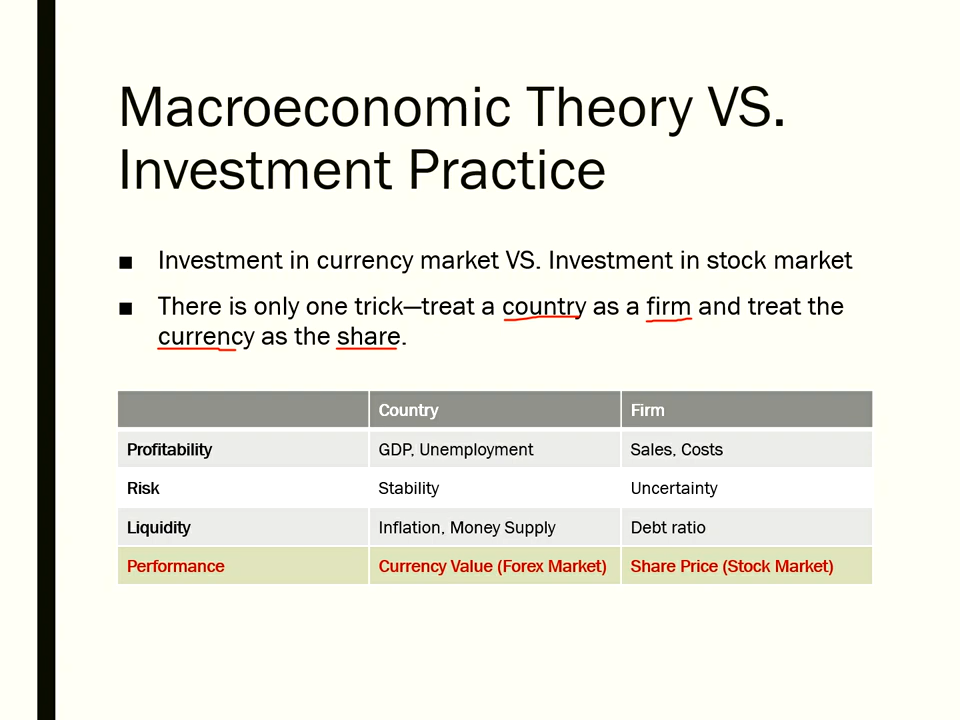 Macroeconomic Theory VS.
Investment Practice
■ Investment in currency market VS. Investment in stock market
■ There is only one trick—treat a country as a firm and treat the
currency as the share.
Country Firm
Profitability GDP, Unemployment Sales, Costs
Risk Stability Uncertainty
Liquidity Inflation, Money Supply Debt ratio
Performance Currency Value (Forex Market) Share Price (Stock Market)